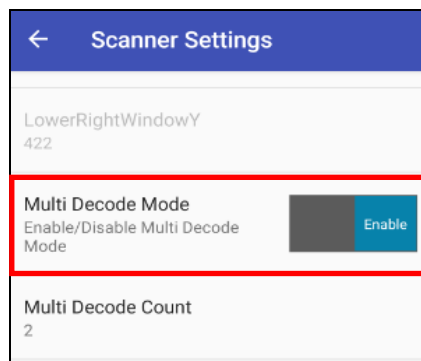 Scanner Settings
LowerRightWindowY
422
Multi Decode Mode
Enable/Disable Multi Decode
Mode
Enable
Multi Decode Count
2